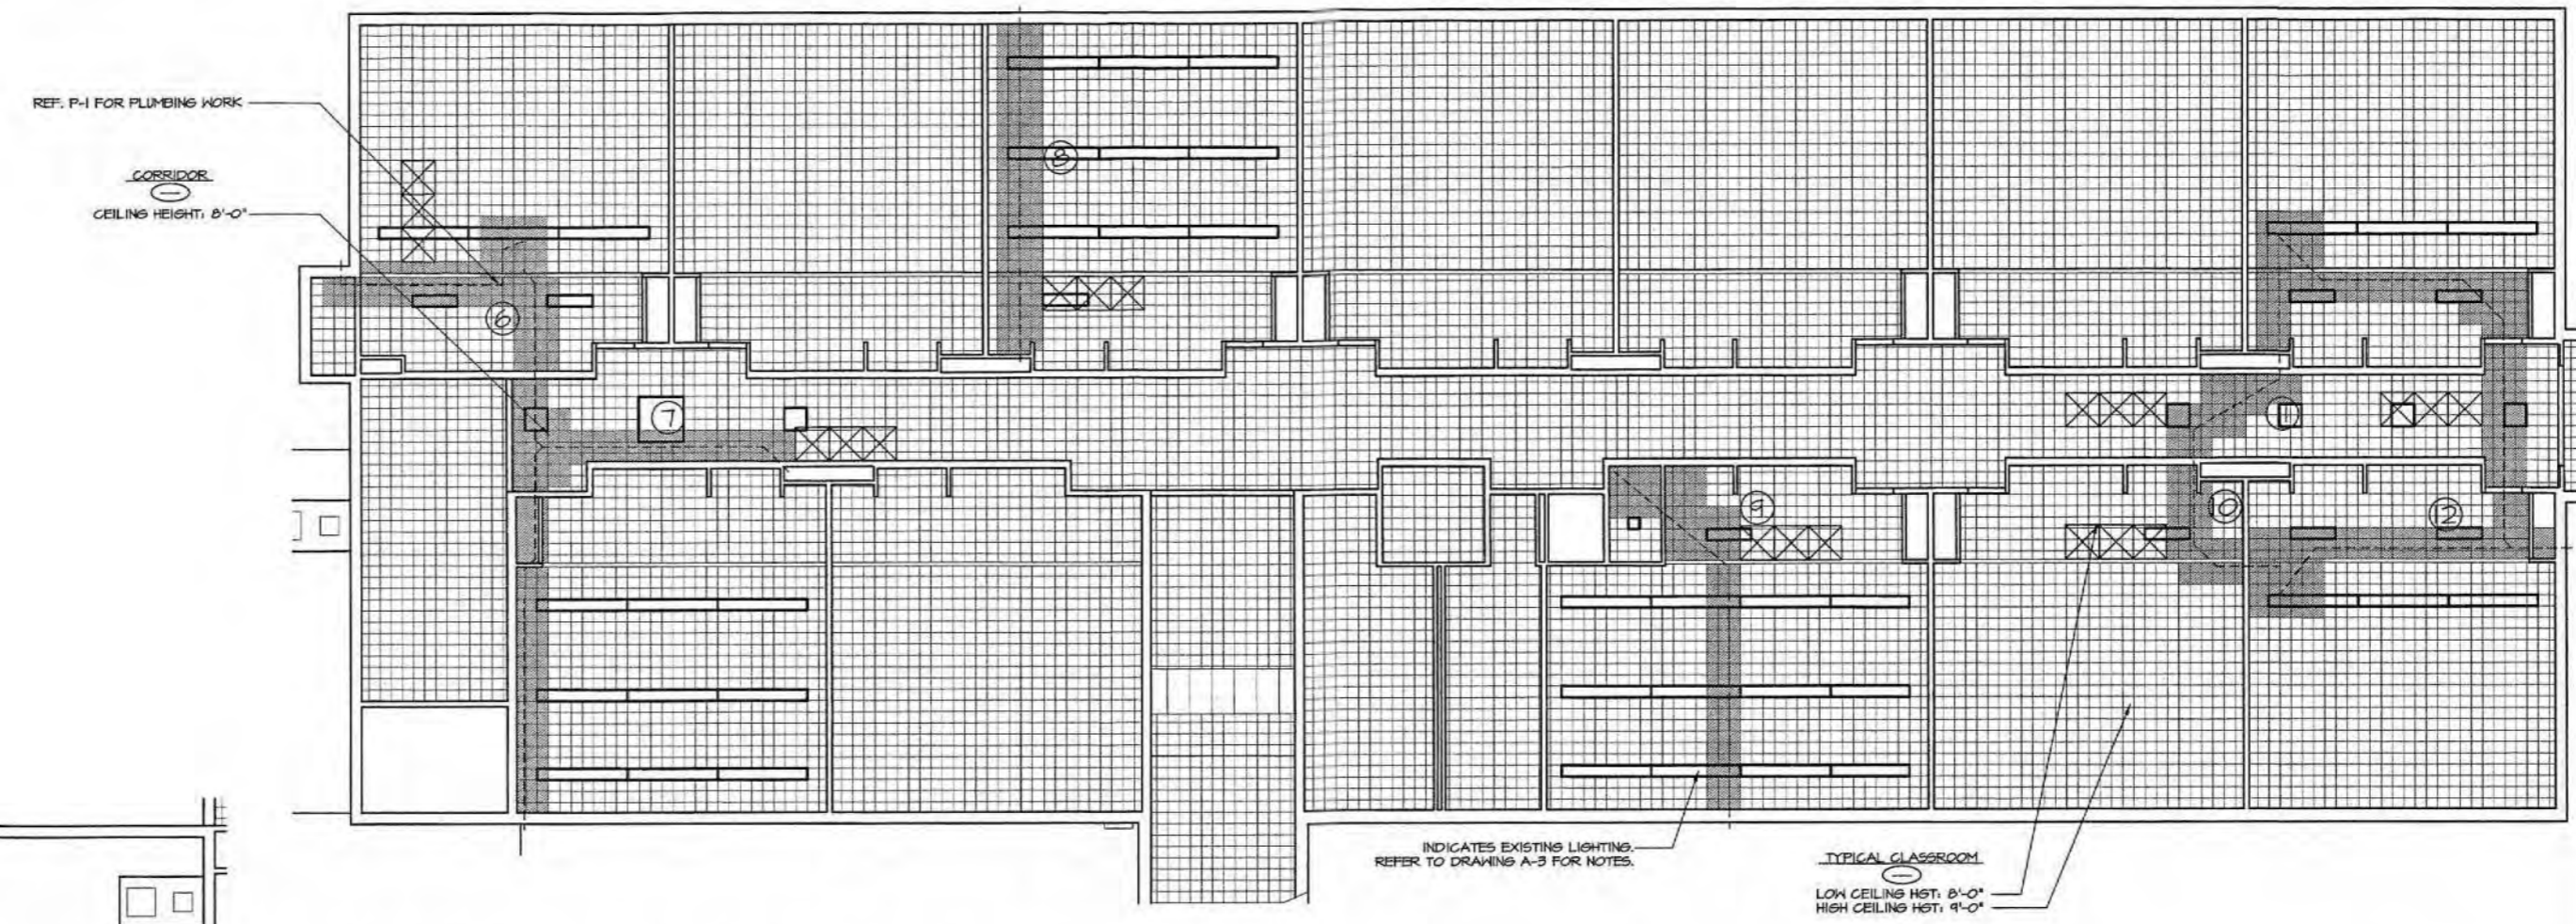 REF. P-1 FOR PLUMBING WORK
CORRIDOR
CEILING HEIGHT: 8'-0"
8
6
7
11
9
10
12
INDICATES EXISTING LIGHTING.
REFER TO DRAWING A-3 FOR NOTES.
TYPICAL CLASSROOM
LOW CEILING HGT: 8'-0"
HIGH CEILING HGT: 9'-0"